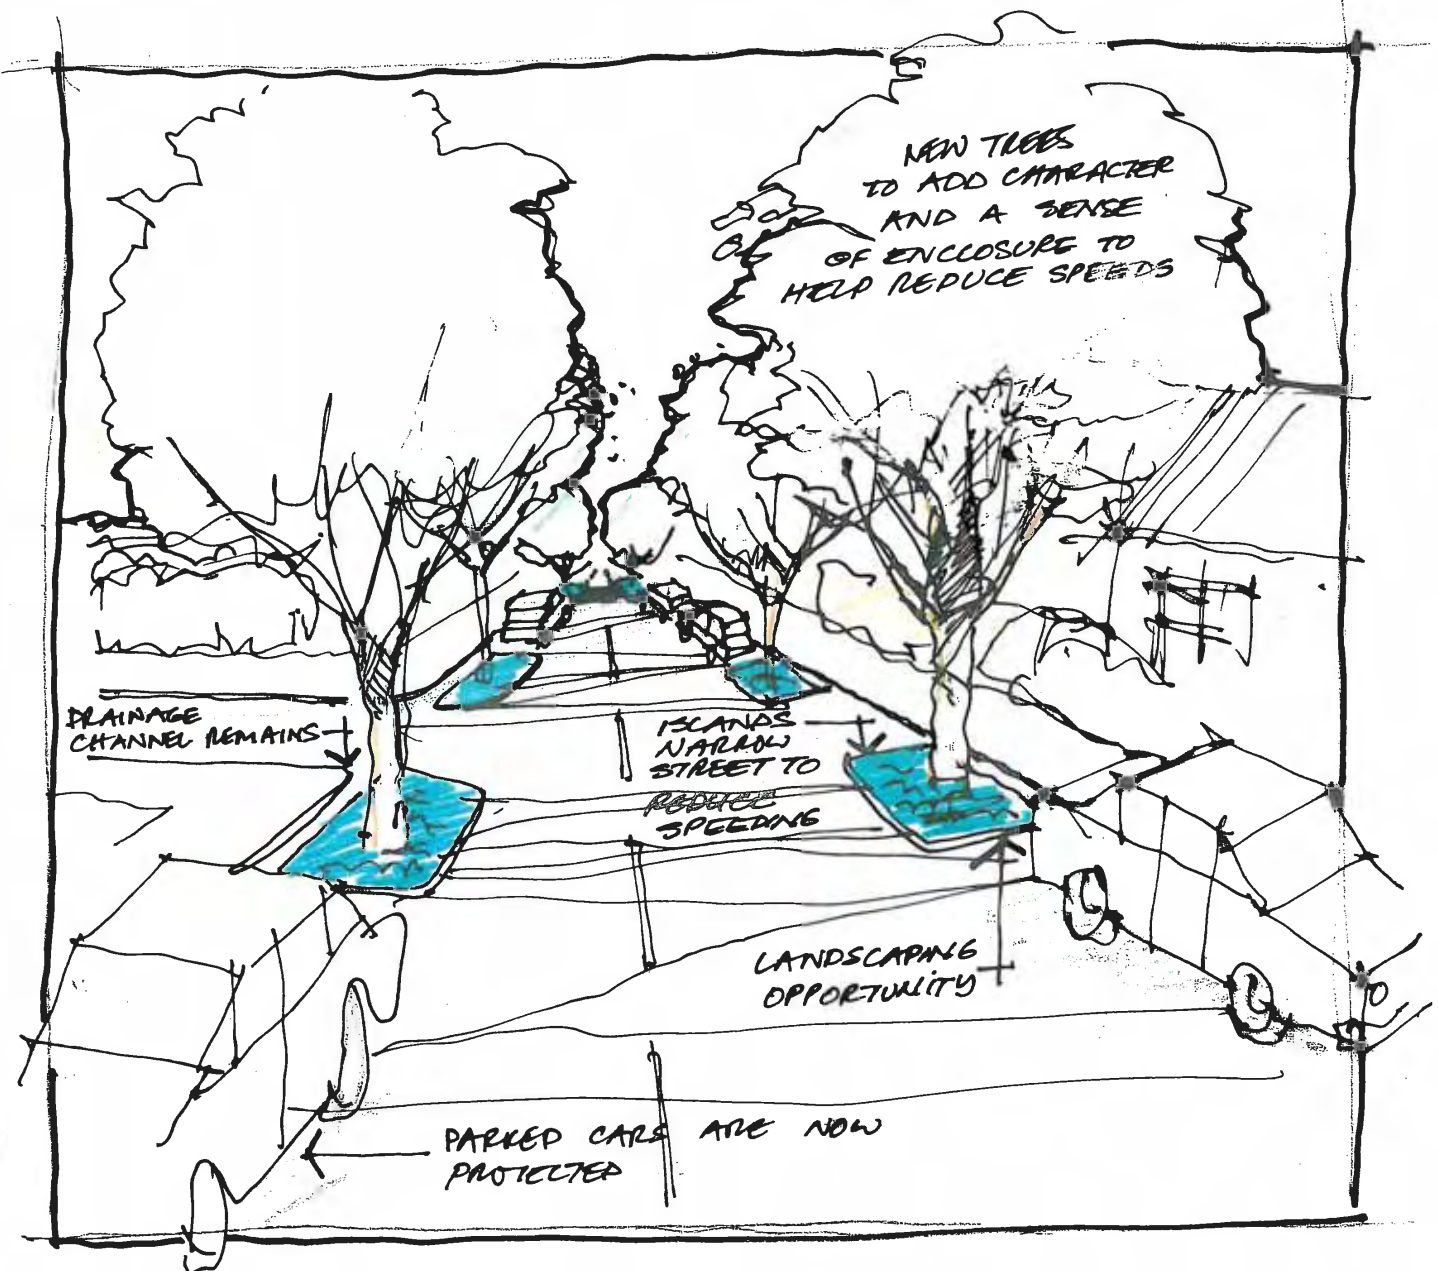 NEW TREES
TO ADD CHARACTER
AND A SENSE
OF ENCLOSURE TO
HELP REDUCE SPEEDS
DRAINAGE
CHANNEL REMAINS
ISLANDS
NARROW
STREET TO
REDUCE
SPEEDING
LANDSCAPING
OPPORTUNITY
PARKED CARS ARE NOW
PROTECTED